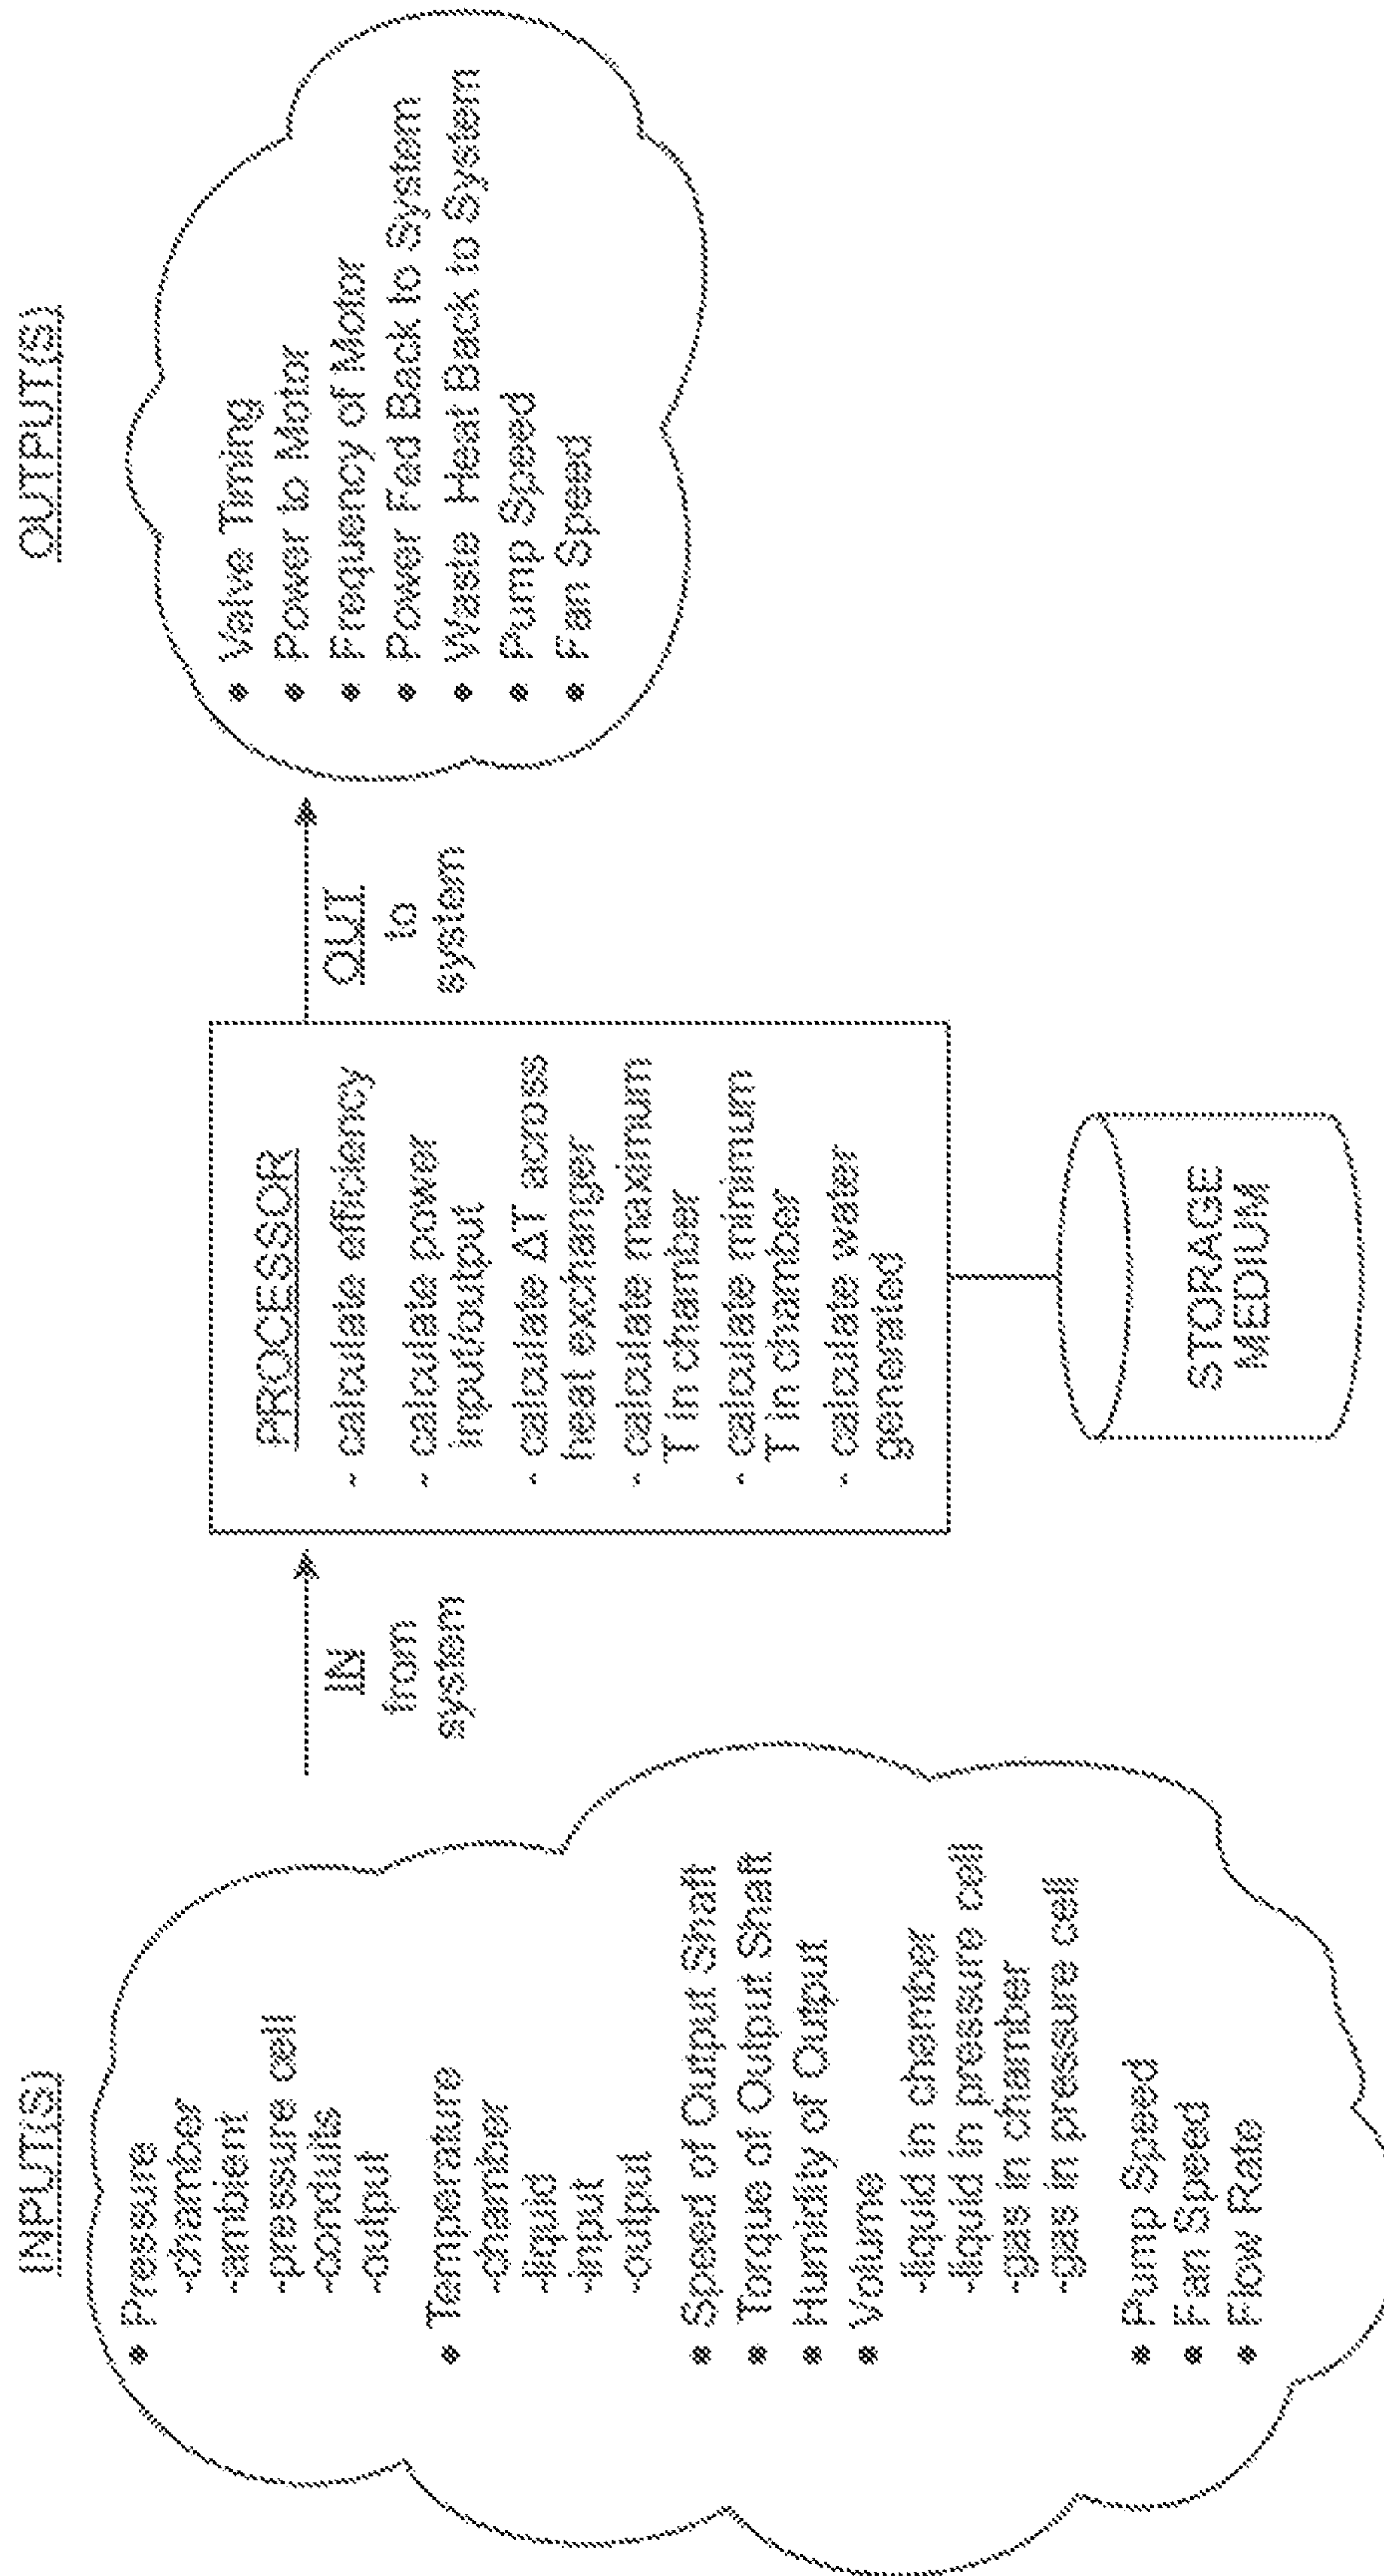 INPUT(S)
• Pressure
-chamber
-ambient
-pressure cell
-conduits
-output
• Temperature
-chamber
-liquid
-input
-output
• Speed of Output Shaft
• Torque of Output Shaft
• Humidity of Output
• Volume
-liquid in chamber
-liquid in pressure cell
-gas in chamber
-gas in pressure cell
• Pump Speed
• Fan Speed
• Flow Rate
IN
from
system
PROCESSOR
- calculate efficiency
- calculate power
input/output
- calculate ΔT across
heat exchanger
- calculate maximum
T in chamber
- calculate minimum
T in chamber
- calculate water
generated
STORAGE
MEDIUM
OUT
to
system
OUTPUT(S)
• Valve Timing
• Power to Motor
• Frequency of Motor
• Power Fed Back to System
• Waste Heat Back to System
• Pump Speed
• Fan Speed